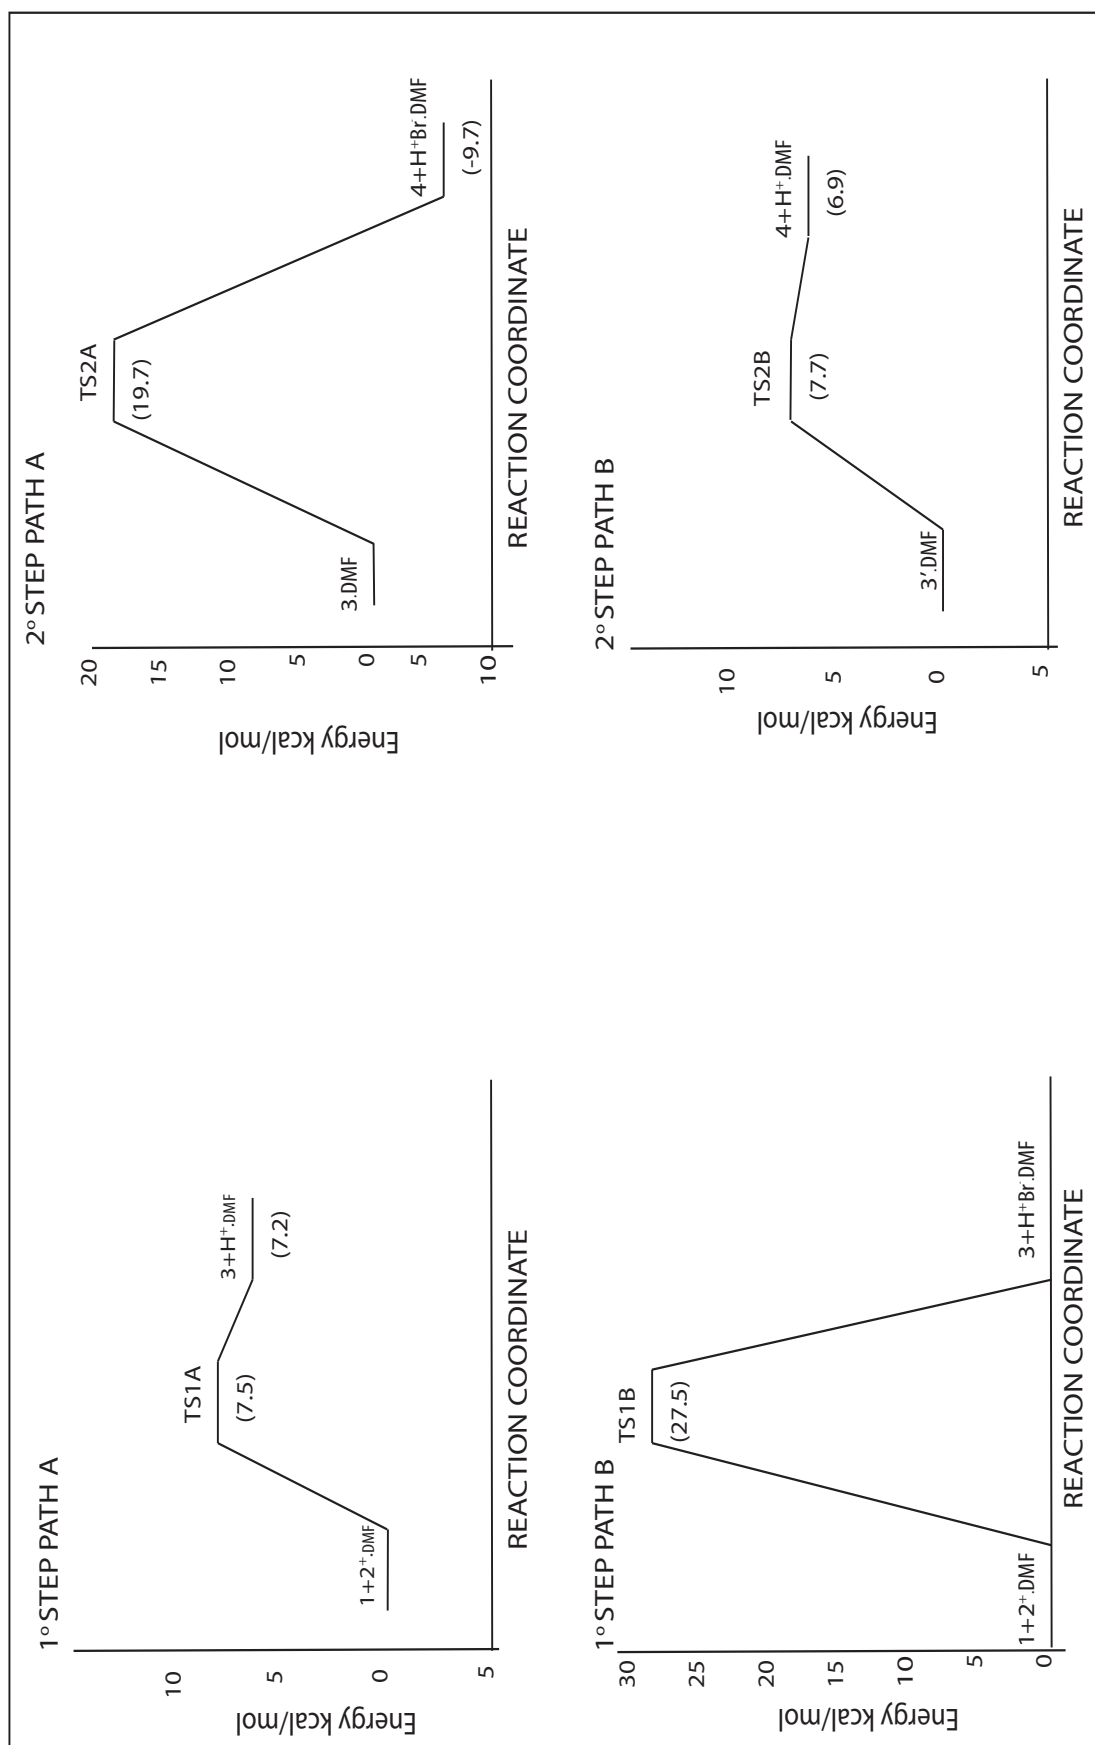 1º STEP PATH A
Energy kcal/mol
10
5
0
5
1+2⁺.DMF
TS1A
(7.5)
3+H⁺.DMF
(7.2)
REACTION COORDINATE
2º STEP PATH A
Energy kcal/mol
20
15
10
5
0
5
10
3.DMF
TS2A
(19.7)
4+H⁺Br.DMF
(-9.7)
REACTION COORDINATE
1º STEP PATH B
Energy kcal/mol
30
25
20
15
10
5
0
1+2⁺.DMF
TS1B
(27.5)
3+H⁺Br.DMF
REACTION COORDINATE
2º STEP PATH B
Energy kcal/mol
10
5
0
5
3'.DMF
TS2B
(7.7)
4+H⁺.DMF
(6.9)
REACTION COORDINATE